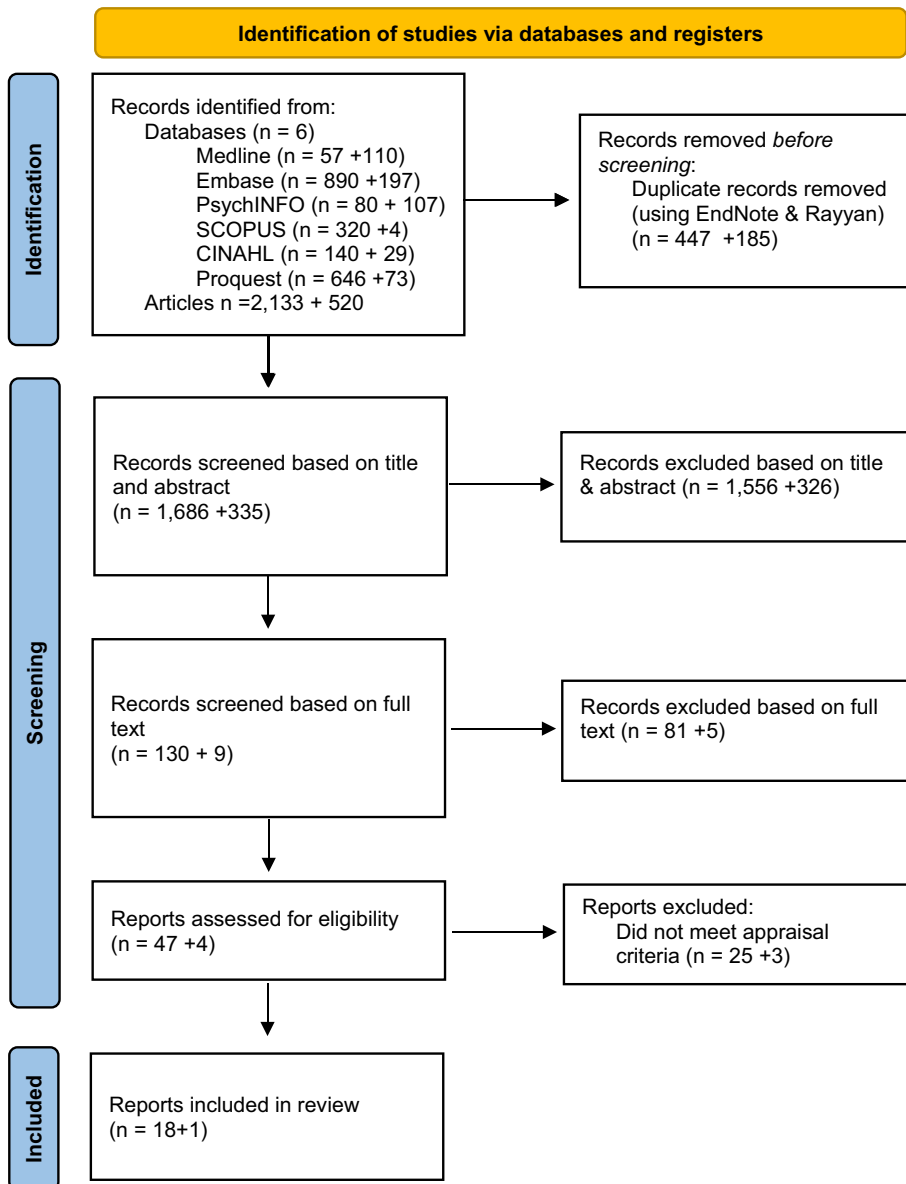 Identification of studies via databases and registers
Identification
Records identified from:
Databases (n = 6)
Medline (n = 57 +110)
Embase (n = 890 +197)
PsychINFO (n = 80 + 107)
SCOPUS (n = 320 +4)
CINAHL (n = 140 + 29)
Proquest (n = 646 +73)
Articles n =2,133 + 520
Records removed before
screening:
Duplicate records removed
(using EndNote & Rayyan)
(n = 447 +185)
Screening
Records screened based on title
and abstract
(n = 1,686 +335)
Records excluded based on title
& abstract (n = 1,556 +326)
Records screened based on full
text
(n = 130 + 9)
Records excluded based on full
text (n = 81 +5)
Reports assessed for eligibility
(n = 47 +4)
Reports excluded:
Did not meet appraisal
criteria (n = 25 +3)
Included
Reports included in review
(n = 18+1)